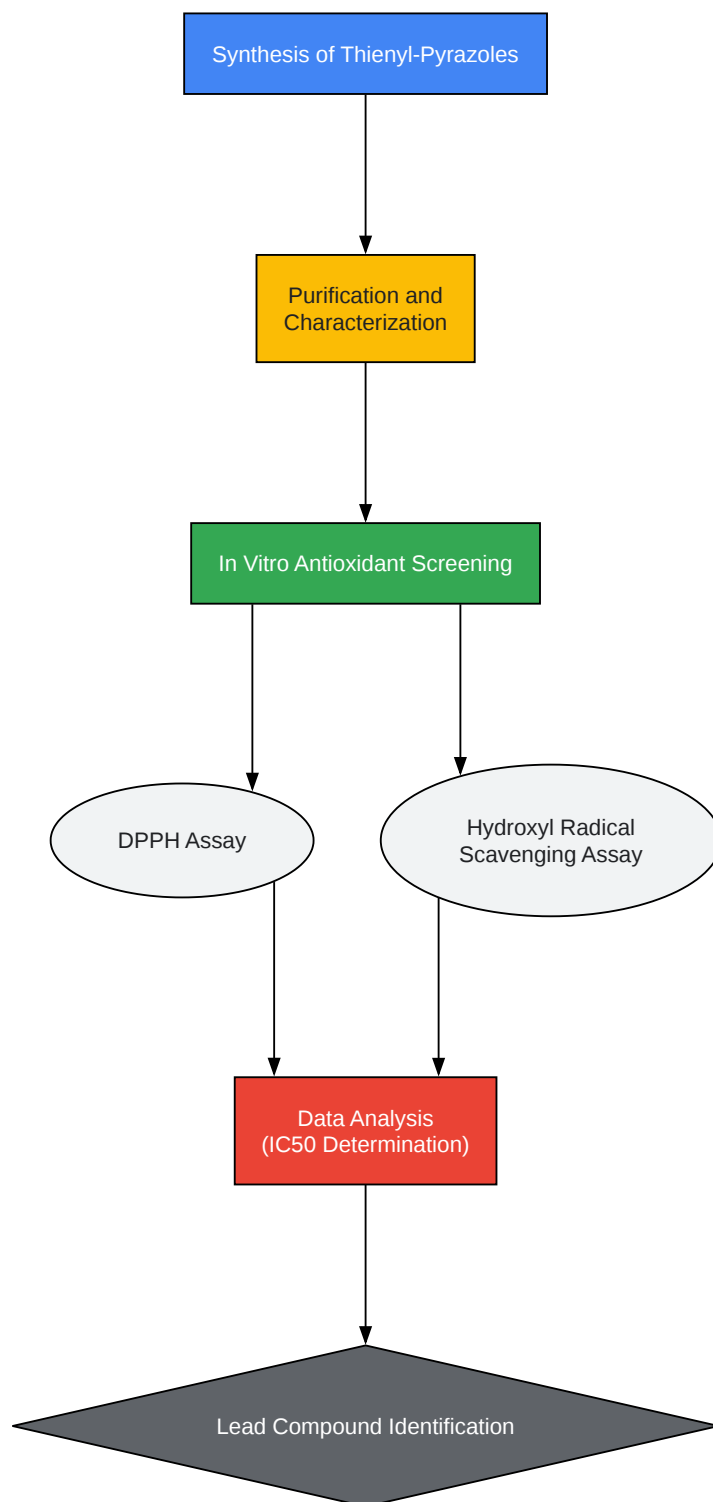 Synthesis of Thienyl-Pyrazoles
Purification and
Characterization
In Vitro Antioxidant Screening
DPPH Assay
Hydroxyl Radical
Scavenging Assay
Data Analysis
(IC50 Determination)
Lead Compound Identification